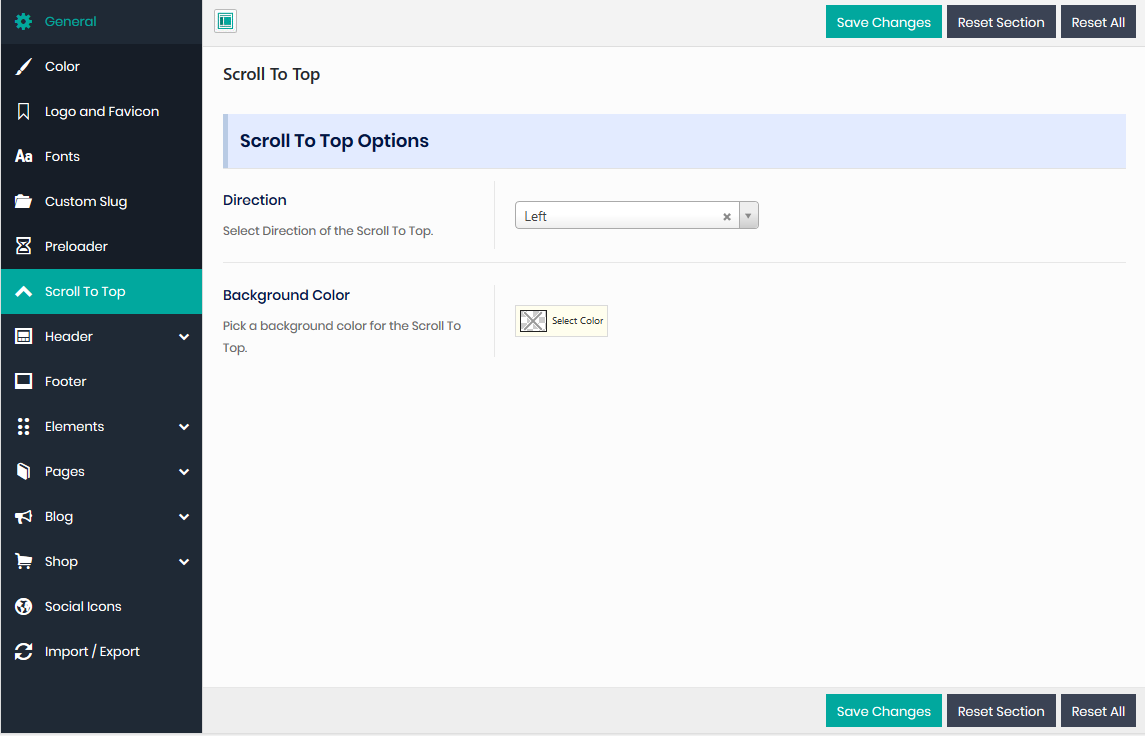 General
Color
Logo and Favicon
Fonts
Custom Slug
Preloader
Scroll To Top
Header
Footer
Elements
Pages
Blog
Shop
Social Icons
Import / Export
Save Changes Reset Section Reset All
Scroll To Top
Scroll To Top Options
Direction
Select Direction of the Scroll To Top.
Left
Background Color
Pick a background color for the Scroll To
Top.
Select Color
Save Changes Reset Section Reset All